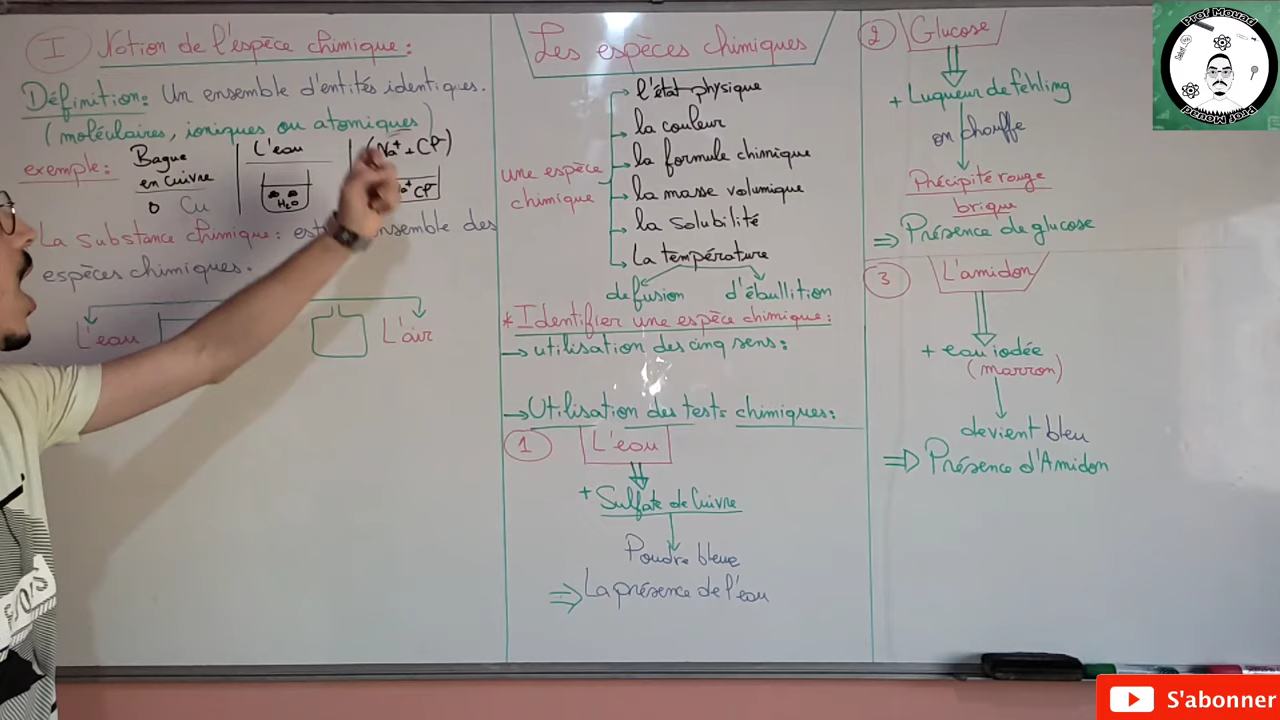 I Notion de l'espèce chimique :
Définition: Un ensemble d'entités identiques.
(moléculaires, ioniques ou atomiques)
exemple: Bague en cuivre
Cu
L'eau
H₂O
(Na⁺ + Cl⁻)
Cl⁻
La substance chimique: ensemble des
espèces chimiques.
L'eau
L'air
Les espèces chimiques
une espèce chimique
l'état physique
la couleur
la formule chimique
la masse volumique
la solubilité
La température
de fusion d'ébullition
* Identifier une espèce chimique:
→ utilisation des cinq sens:
→ Utilisation des tests chimiques:
1 L'eau
+ Sulfate de Cuivre
Poudre bleue
⇒ La présence de l'eau
2 Glucose
+ Luqueur de fehling
on chauffe
Précipité rouge
brique
⇒ Présence de glucose
3 L'amidon
+ eau iodée
(marron)
devient bleu
⇒ Présence d'Amidon
Prof Mouad
PROF MOUAD
S'abonner